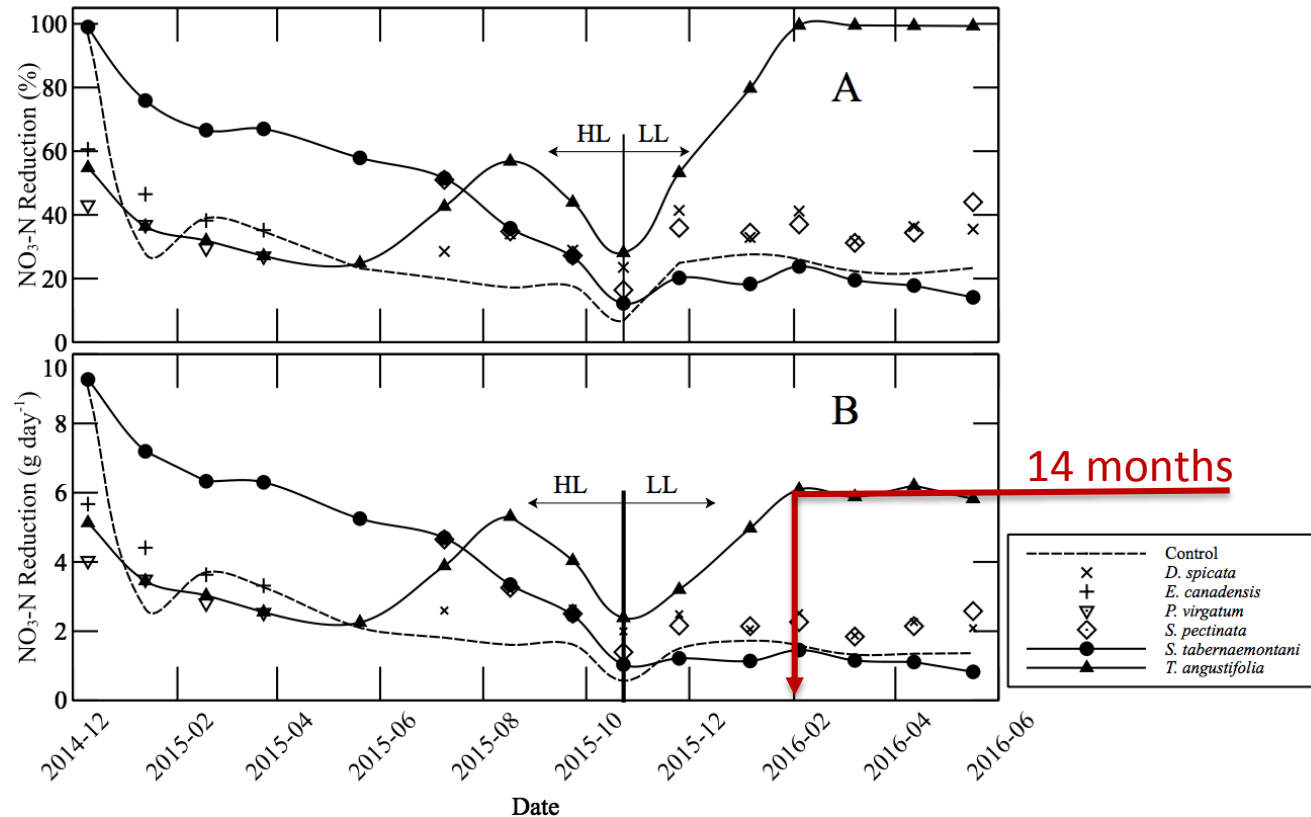 100
80
60
40
20
0
NO3-N Reduction (%)
A
HL LL
10
8
6
4
2
0
NO3-N Reduction (g day-1)
B
HL LL
14 months
Control
D. spicata
E. canadensis
P. virgatum
S. pectinata
S. tabernaemontani
T. angustifolia
2014-12 2015-02 2015-04 2015-06 2015-08 2015-10 2015-12 2016-02 2016-04 2016-06
Date